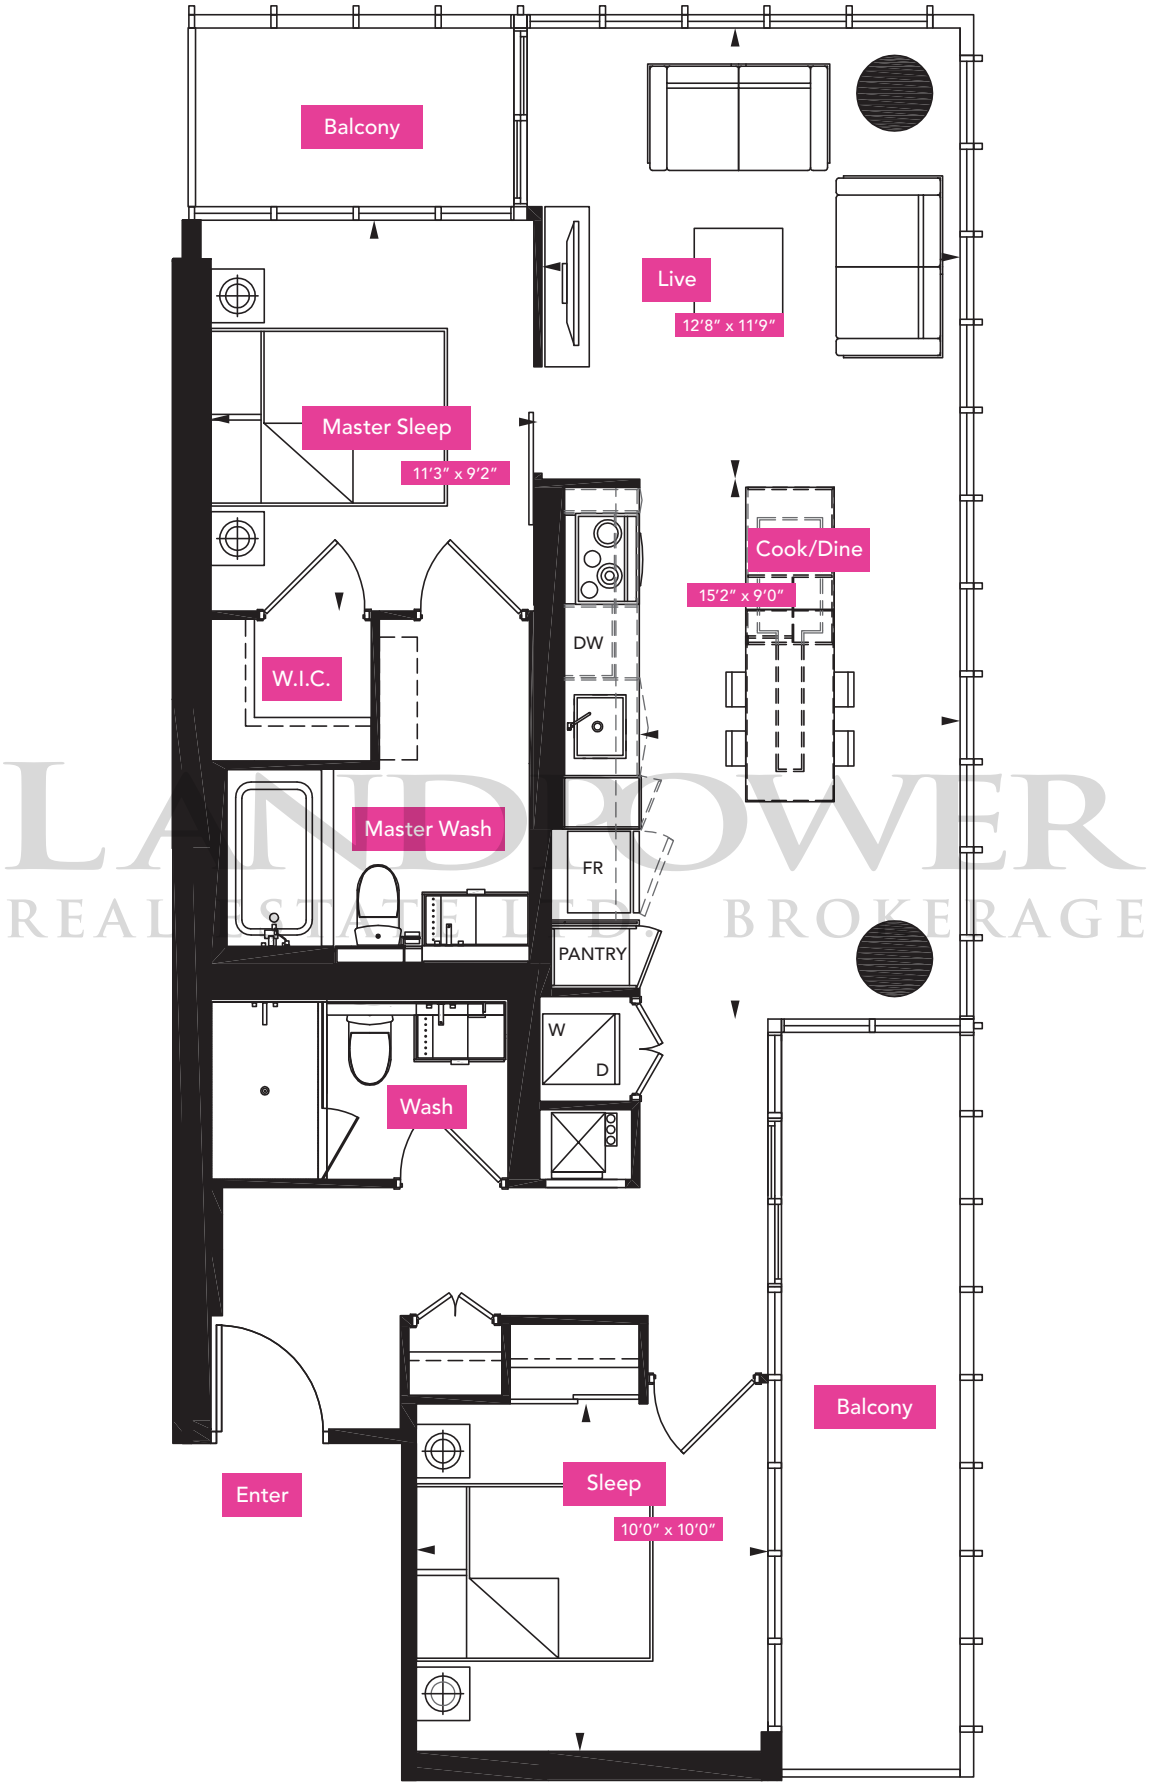 Balcony
Live
12'8" x 11'9"
Master Sleep
11'3" x 9'2"
Cook/Dine
15'2" x 9'0"
DW
W.I.C.
LANDPOWER
Master Wash
FR
REAL ESTATE LTD. BROKERAGE
PANTRY
W
D
Wash
Balcony
Sleep
Enter
10'0" x 10'0"